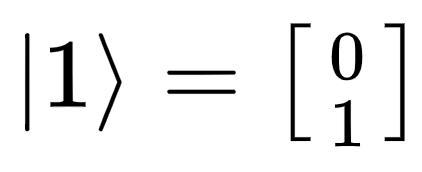 |1⟩ = [0
1]